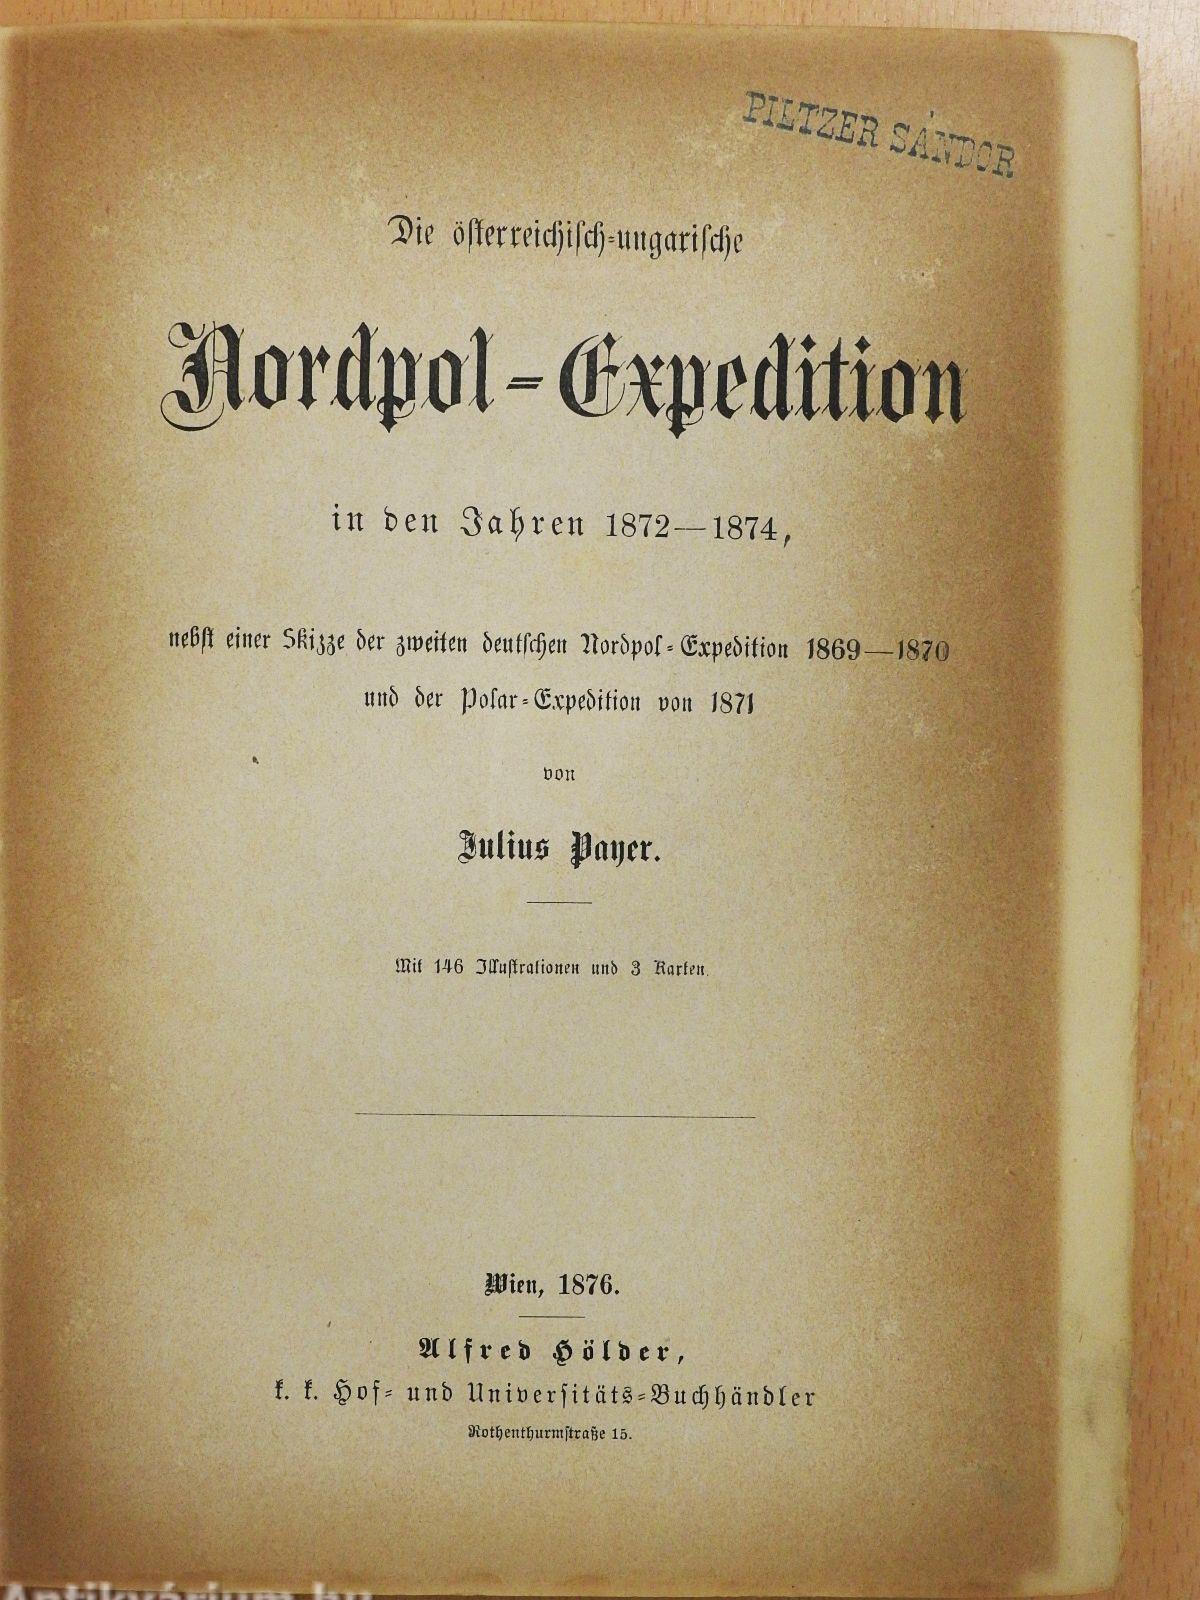 PILTZER SÁNDOR
Die österreichisch-ungarische
Nordpol-Expedition
in den Jahren 1872—1874,
nebst einer Skizze der zweiten deutschen Nordpol-Expedition 1869—1870
und der Polar-Expedition von 1871
von
Julius Payer.
Mit 146 Illustrationen und 3 Karten.
Wien, 1876.
Alfred Hölder,
k. k. Hof- und Universitäts-Buchhändler
Rothenthurmstraße 15.
Antikvárium.hu